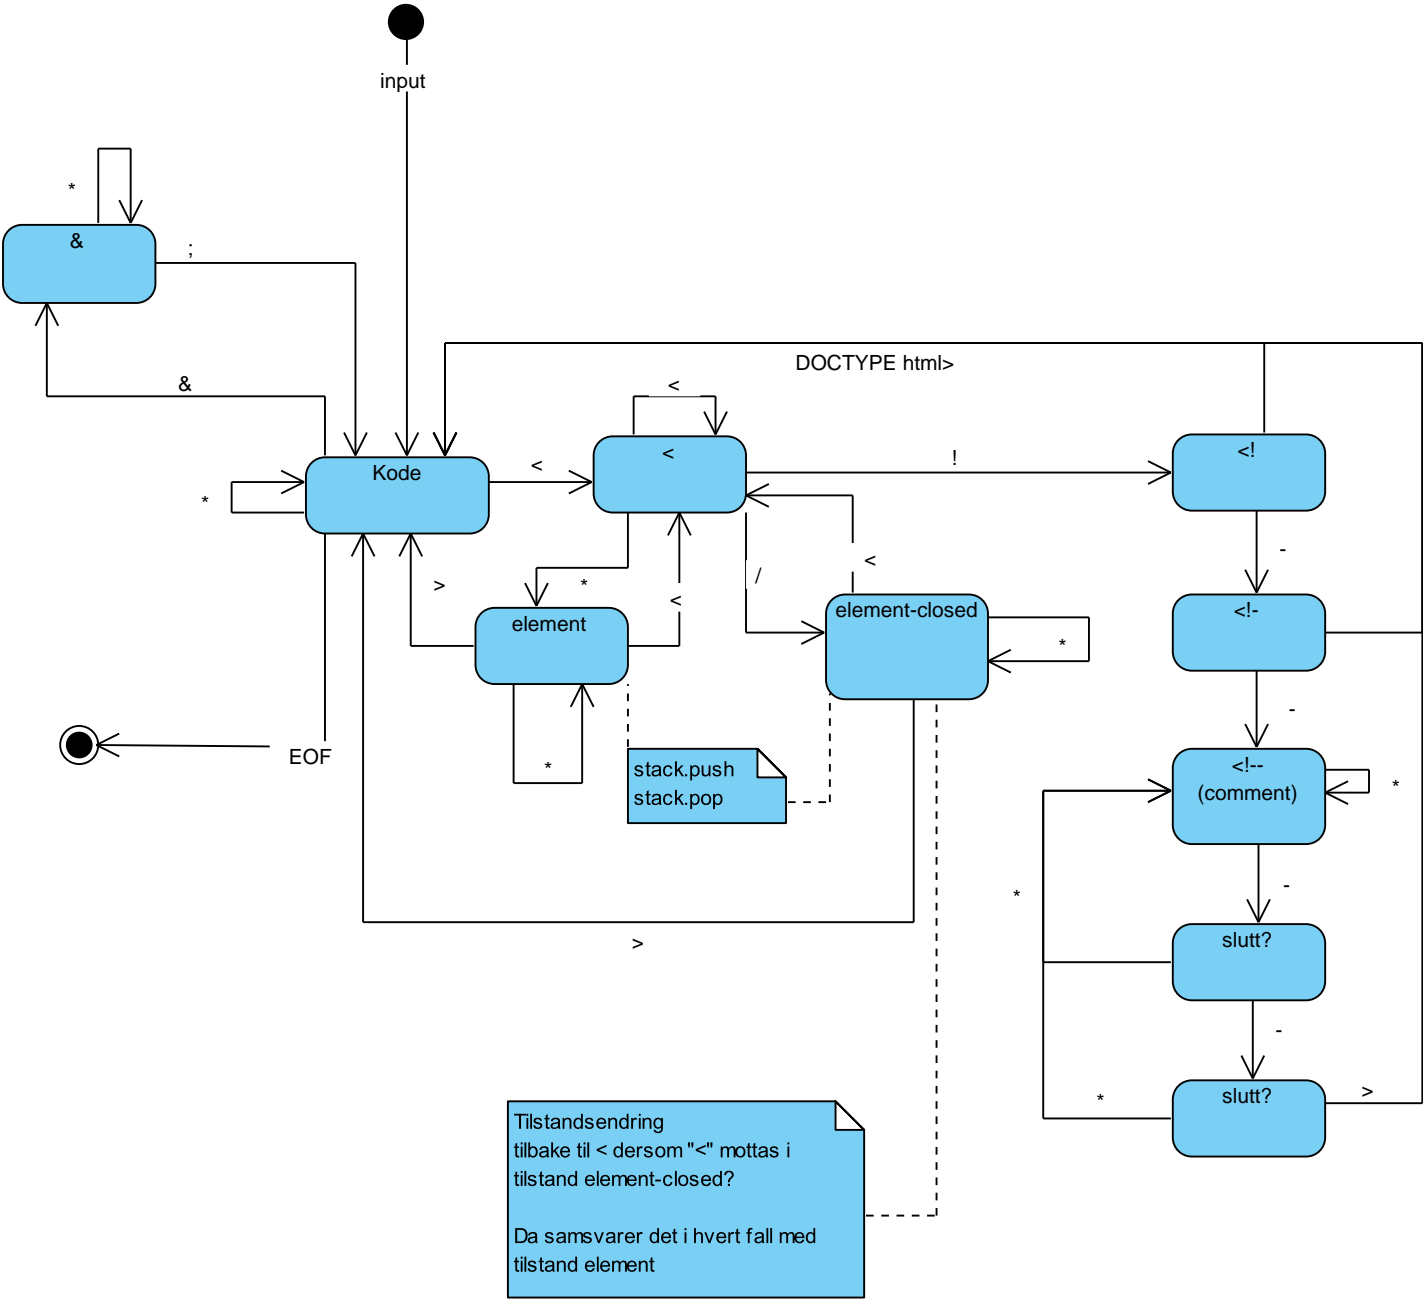 input
*
&
;
&
DOCTYPE html>
<
<
<!
Kode
<
!
*
-
>
*
<
/
<
element
element-closed
*
<!-
-
*
EOF
stack.push
stack.pop
<!--
(comment)
*
*
-
>
slutt?
-
*
slutt?
>
Tilstandsendring
tilbake til < dersom "<" mottas i
tilstand element-closed?
Da samsvarer det i hvert fall med
tilstand element